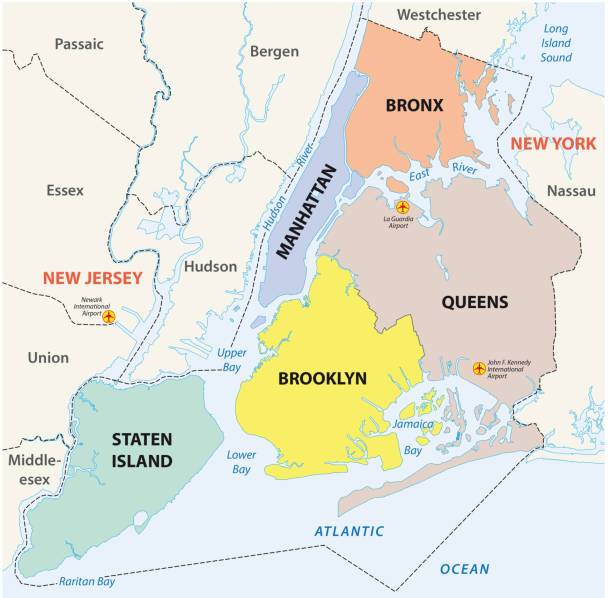 Westchester
Passaic
Bergen
Long
Island
Sound
BRONX
NEW YORK
Hudson River
MANHATTAN
East River
Essex
Nassau
La Guardia
Airport
Hudson
NEW JERSEY
Newark
International
Airport
QUEENS
Union
Upper
Bay
BROOKLYN
John F. Kennedy
International
Airport
STATEN
ISLAND
Jamaica
Bay
Middle-
esex
Lower
Bay
ATLANTIC
OCEAN
Raritan Bay